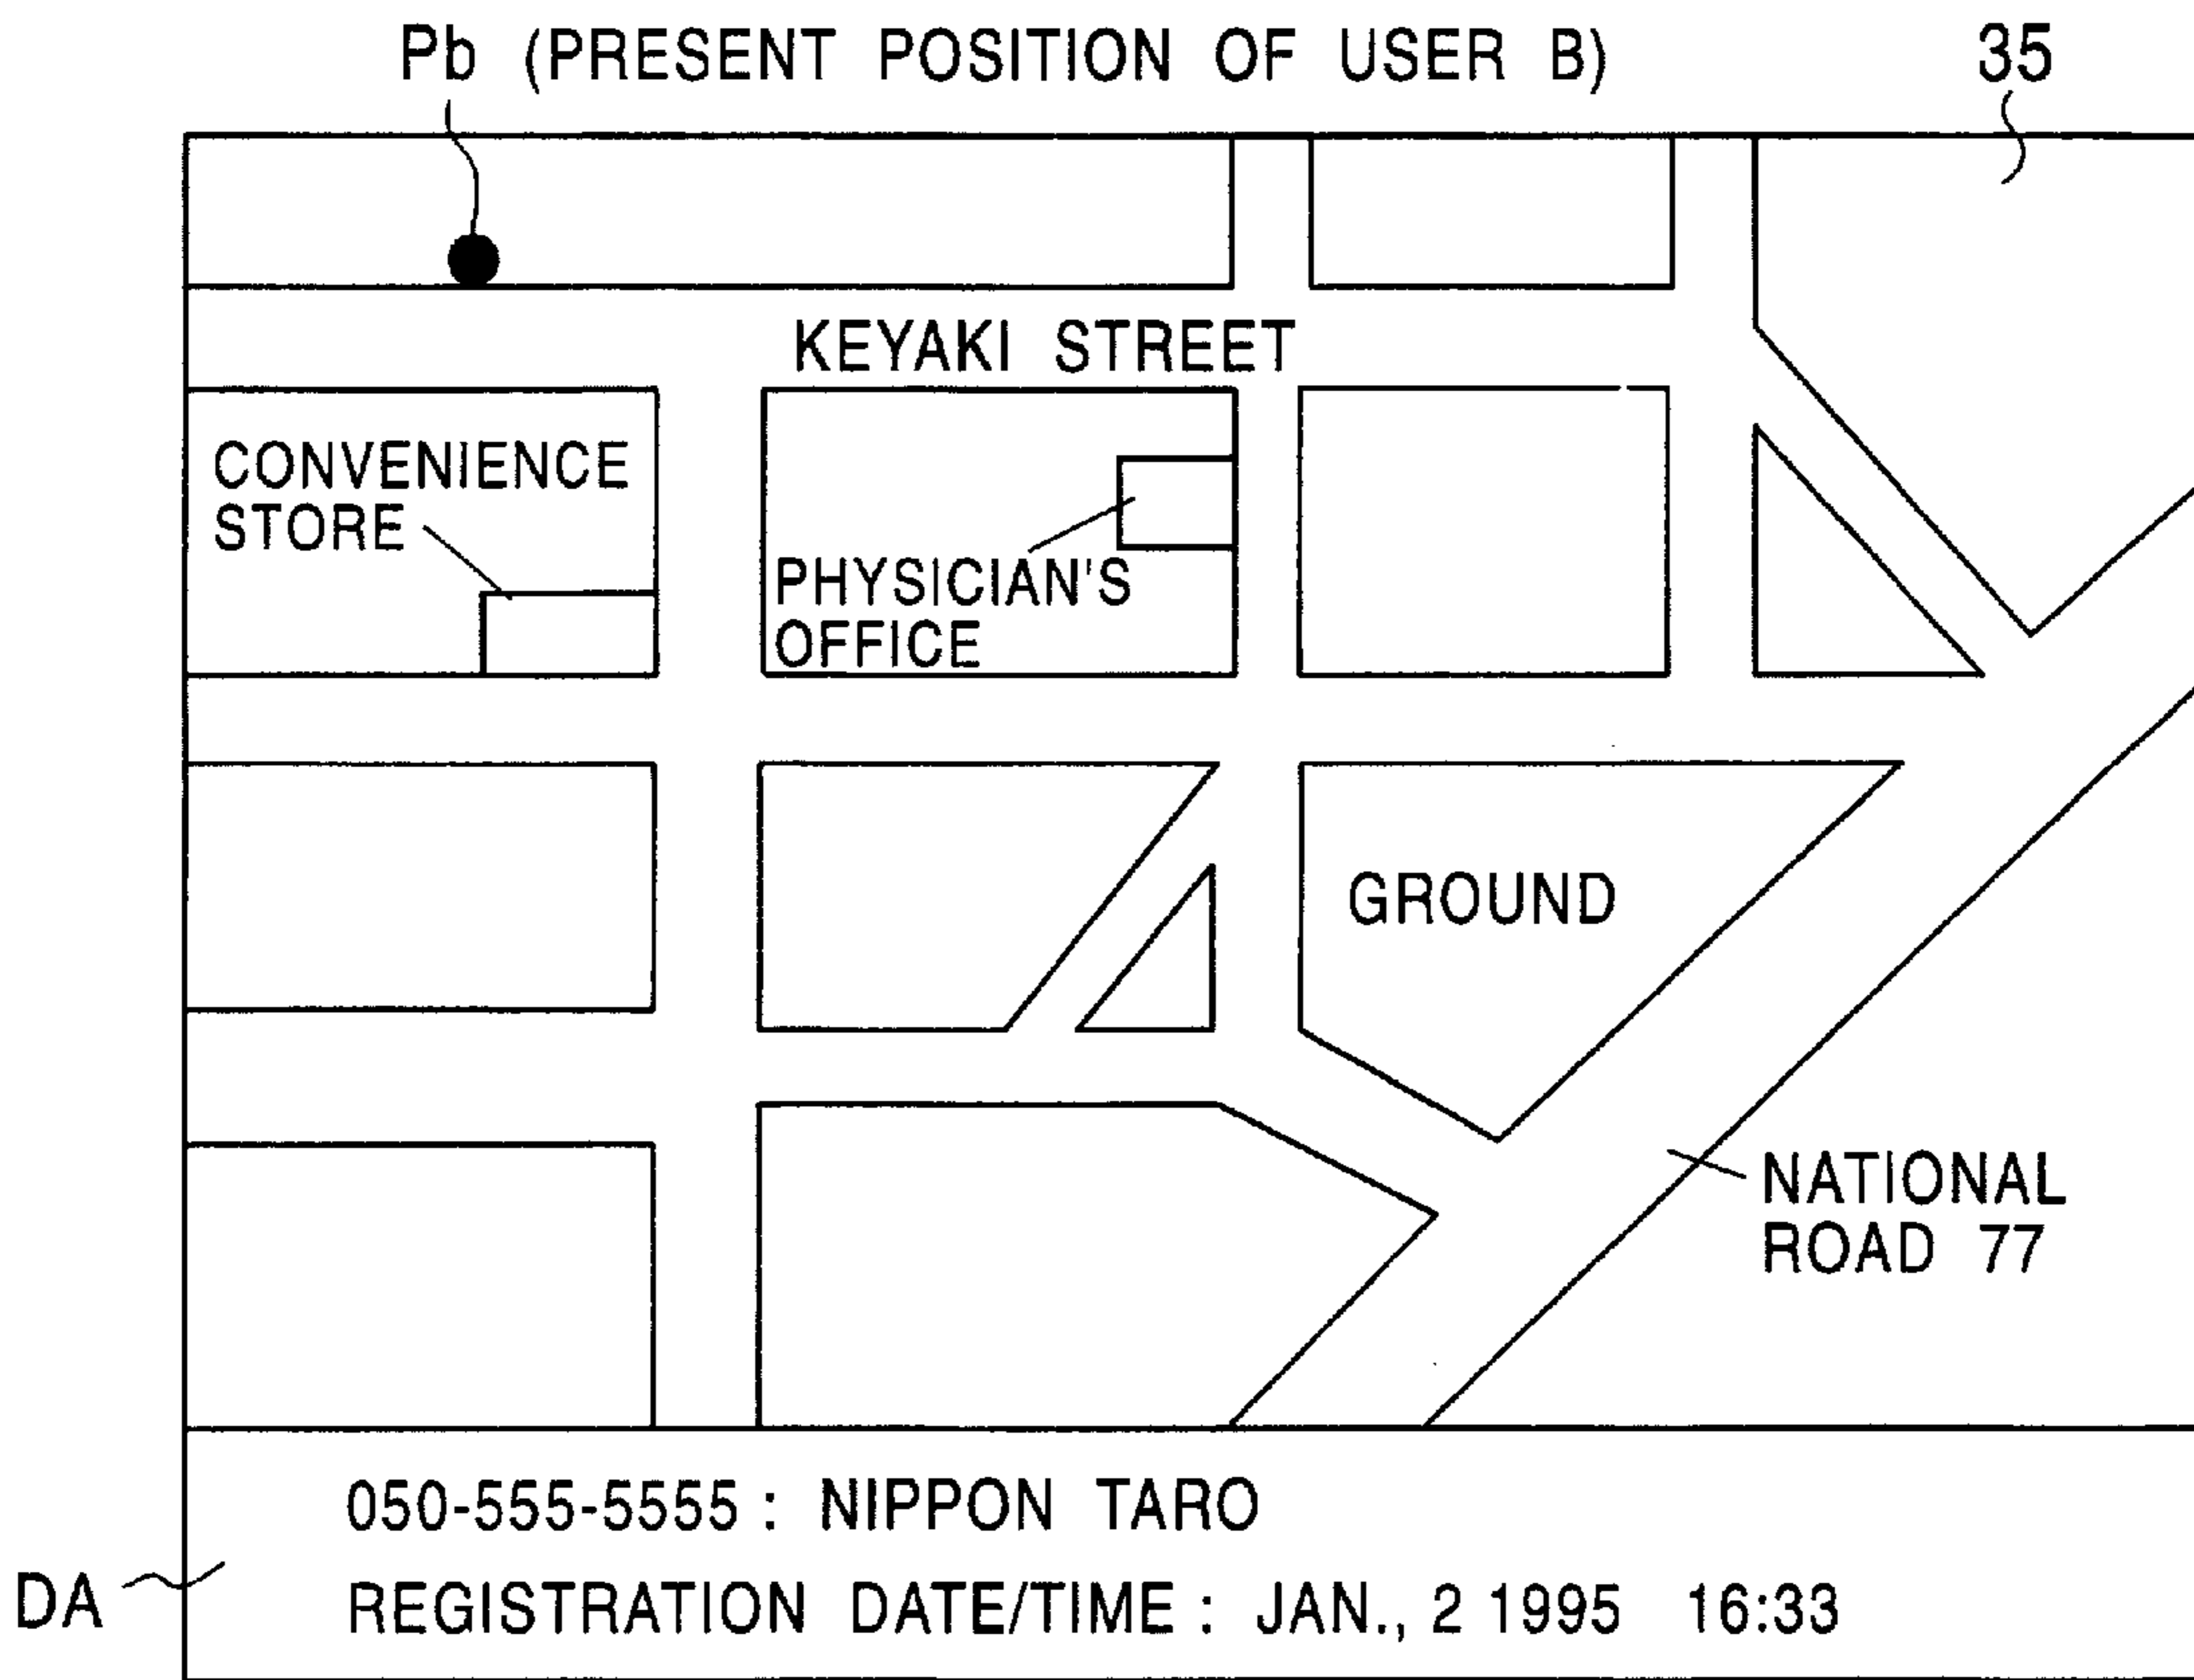 Pb (PRESENT POSITION OF USER B)
35
KEYAKI STREET
CONVENIENCE
STORE
PHYSICIAN'S
OFFICE
GROUND
NATIONAL
ROAD 77
050-555-5555 : NIPPON TARO
DA
REGISTRATION DATE/TIME : JAN., 2 1995 16:33